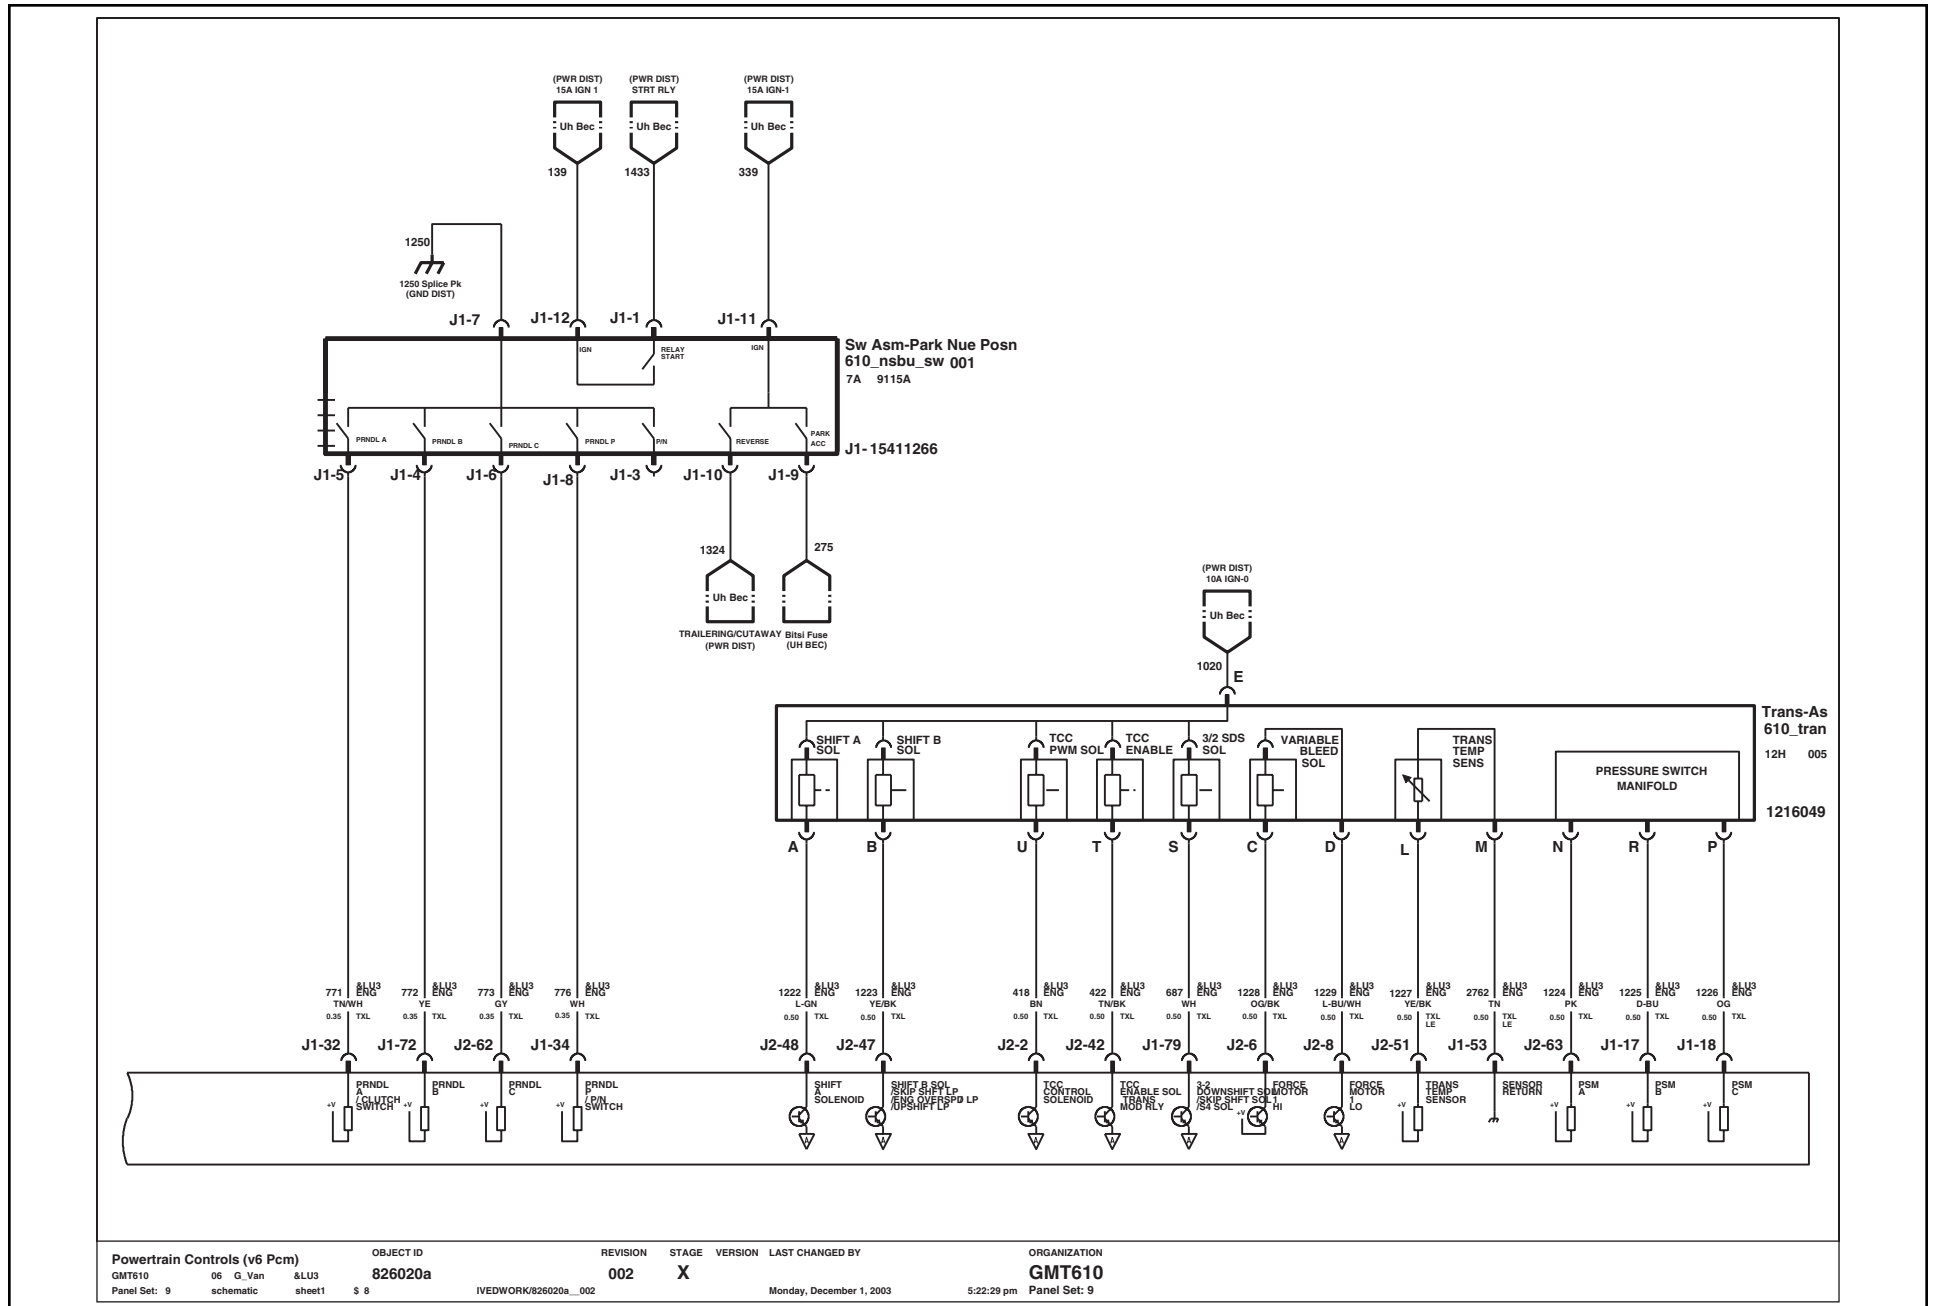 (PWR DIST)
15A IGN 1
(PWR DIST)
STRT RLY
(PWR DIST)
15A IGN-1
Uh Bec
Uh Bec
Uh Bec
139
1433
339
1250
1250 Splice Pk
(GND DIST)
J1-7
J1-12
J1-1
J1-11
IGN
RELAY
START
IGN
Sw Asm-Park Nue Posn
610_nsbu_sw 001
7A 9115A
PRNDL A
PRNDL B
PRNDL C
PRNDL P
P/N
REVERSE
PARK
ACC
J1- 15411266
J1-5
J1-4
J1-6
J1-8
J1-3
J1-10
J1-9
1324
275
Uh Bec
TRAILERING/CUTAWAY
(PWR DIST)
Bitsi Fuse
(UH BEC)
(PWR DIST)
10A IGN-0
Uh Bec
1020
E
Trans-As
610_tran
12H 005
1216049
SHIFT A
SOL
SHIFT B
SOL
TCC
PWM SOL
TCC
ENABLE
3/2 SDS
SOL
VARIABLE
BLEED
SOL
TRANS
TEMP
SENS
PRESSURE SWITCH
MANIFOLD
A
B
U
T
S
C
D
L
M
N
R
P
771 &LU3 ENG
TN/WH
0.35 TXL
772 &LU3 ENG
YE
0.35 TXL
773 &LU3 ENG
GY
0.35 TXL
776 &LU3 ENG
WH
0.35 TXL
1222 &LU3 ENG
L-GN
0.50 TXL
1223 &LU3 ENG
YE/BK
0.50 TXL
418 &LU3 ENG
BN
0.50 TXL
422 &LU3 ENG
TN/BK
0.50 TXL
687 &LU3 ENG
WH
0.50 TXL
1228 &LU3 ENG
OG/BK
0.50 TXL
1229 &LU3 ENG
L-BU/WH
0.50 TXL
1227 &LU3 ENG
YE/BK
0.50 TXL
LE
2762 &LU3 ENG
TN
0.50 TXL
LE
1224 &LU3 ENG
PK
0.50 TXL
1225 &LU3 ENG
D-BU
0.50 TXL
1226 &LU3 ENG
OG
0.50 TXL
J1-32
J1-72
J2-62
J1-34
J2-48
J2-47
J2-2
J2-42
J1-79
J2-6
J2-8
J2-51
J1-53
J2-63
J1-17
J1-18
PRNDL
A
/ CLUTCH
SWITCH
+V
PRNDL
B
+V
PRNDL
C
+V
PRNDL
P
/ P/N
SWITCH
+V
SHIFT
A
SOLENOID
A
SHIFT B SOL
/SKIP SHFT LP
/ENG OVERSPD LP
/UPSHIFT LP
A
TCC
CONTROL
SOLENOID
A
TCC
ENABLE SOL
TRANS
MOD RLY
A
3-2
DOWNSHIFT SOL
/SKIP SHFT SOL
/S4 SOL
A
FORCE
MOTOR
1
HI
+V
FORCE
MOTOR
1
LO
A
TRANS
TEMP
SENSOR
+V
SENSOR
RETURN
PSM
A
+V
PSM
B
+V
PSM
C
+V
Powertrain Controls (v6 Pcm)
GMT610 06 G_Van &LU3
Panel Set: 9 schematic sheet1 $ 8
OBJECT ID
826020a
IVEDWORK/826020a__002
REVISION
002
STAGE
X
VERSION
LAST CHANGED BY
Monday, December 1, 2003
5:22:29 pm
ORGANIZATION
GMT610
Panel Set: 9